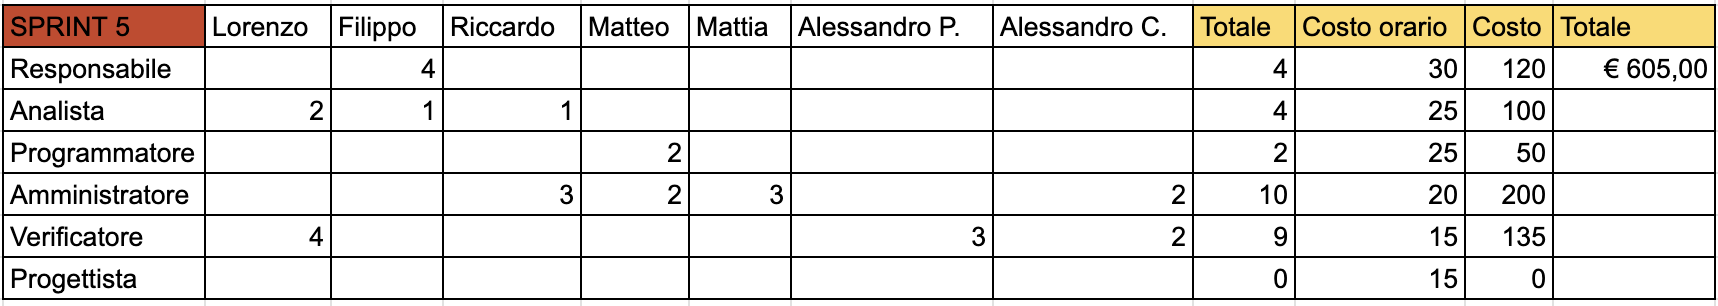 SPRINT 5 Lorenzo Filippo Riccardo Matteo Mattia Alessandro P. Alessandro C. Totale Costo orario Costo Totale
Responsabile 4 4 30 120 € 605,00
Analista 2 1 1 4 25 100
Programmatore 2 2 25 50
Amministratore 3 2 3 2 10 20 200
Verificatore 4 3 2 9 15 135
Progettista 0 15 0